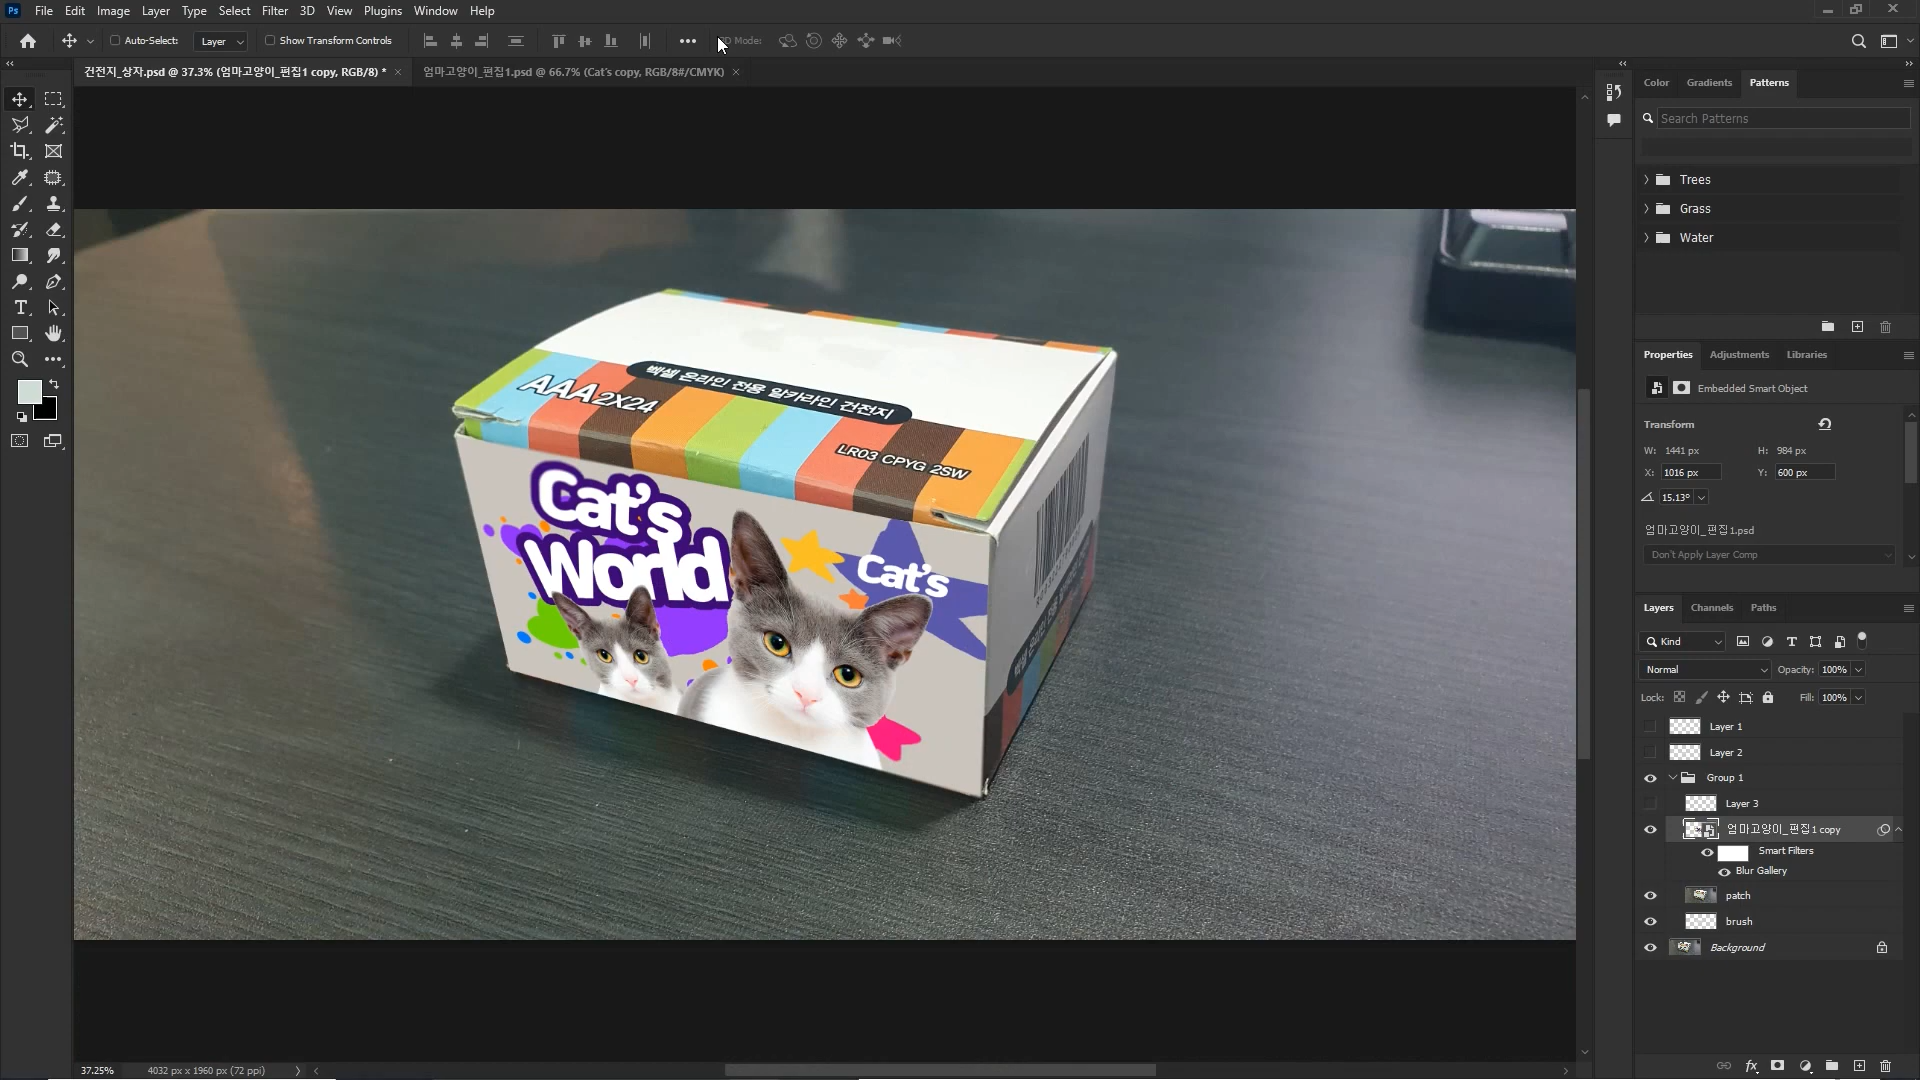 Ps File Edit Image Layer Type Select Filter 3D View Plugins Window Help
Auto-Select: Layer Show Transform Controls 3D Mode:
건전지_상자.psd @ 37.3% (엄마고양이_편집1 copy, RGB/8) * × 엄마고양이_편집1.psd @ 66.7% (Cat's copy, RGB/8#/CMYK) ×
Color Gradients Patterns
Search Patterns
Trees
Grass
Water
Properties Adjustments Libraries
Embedded Smart Object
Transform
W: 1441 px H: 984 px
X: 1016 px Y: 600 px
15.13°
엄마고양이_편집1.psd
Don't Apply Layer Comp
Layers Channels Paths
Kind
Normal Opacity: 100%
Lock: Fill: 100%
Layer 1
Layer 2
Group 1
Layer 3
엄마고양이_편집1 copy
Smart Filters
Blur Gallery
patch
brush
Background
벡셀 온라인 전용 알카라인 건전지
AAA 2X24
LR03 CPYG 2SW
Cat's
World
Cat's
37.25% 4032 px x 1960 px (72 ppi)